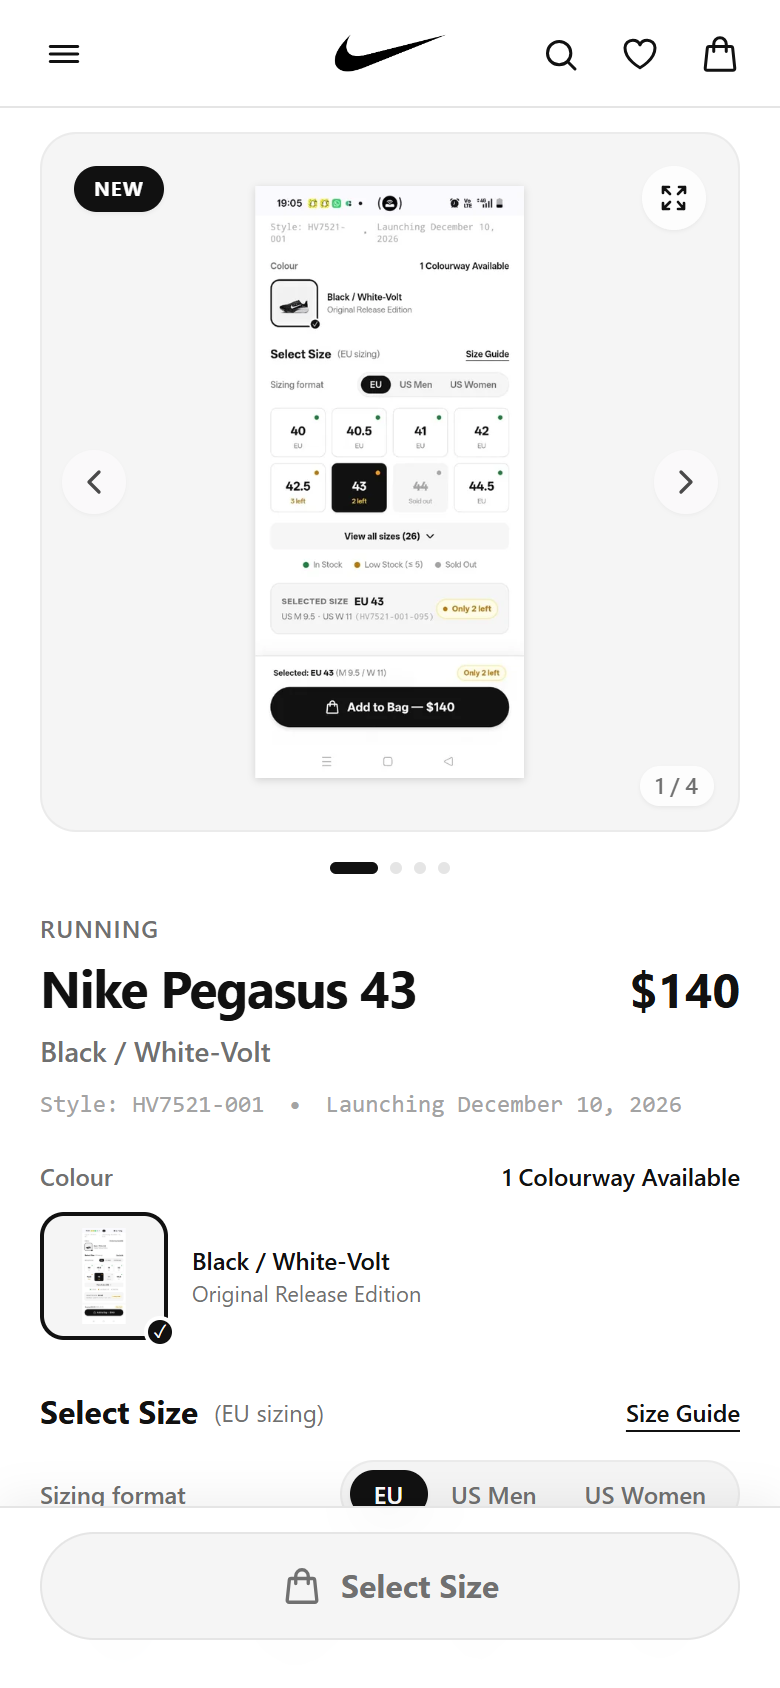 NEW
19:05
Style: HV7521-001 • Launching December 10, 2026
Colour 1 Colourway Available
Black / White-Volt
Original Release Edition
Select Size (EU sizing) Size Guide
Sizing format EU US Men US Women
40 40.5 41 42
EU EU EU EU
42.5 43 44 44.5
3 left 2 left Sold out EU
View all sizes (26)
In Stock Low Stock (≤ 5) Sold Out
SELECTED SIZE EU 43
US M 9.5 · US W 11 (HV7521-001-095) Only 2 left
Selected: EU 43 (M 9.5 / W 11) Only 2 left
Add to Bag — $140
1 / 4
RUNNING
Nike Pegasus 43 $140
Black / White-Volt
Style: HV7521-001 • Launching December 10, 2026
Colour 1 Colourway Available
Black / White-Volt
Original Release Edition
Select Size (EU sizing) Size Guide
Sizing format EU US Men US Women
Select Size